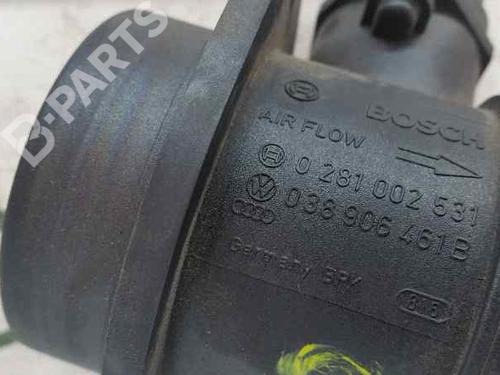 B-PARTS
BOSCH
AIR FLOW
0 281 002 531
038 906 461 B
Germany BRK